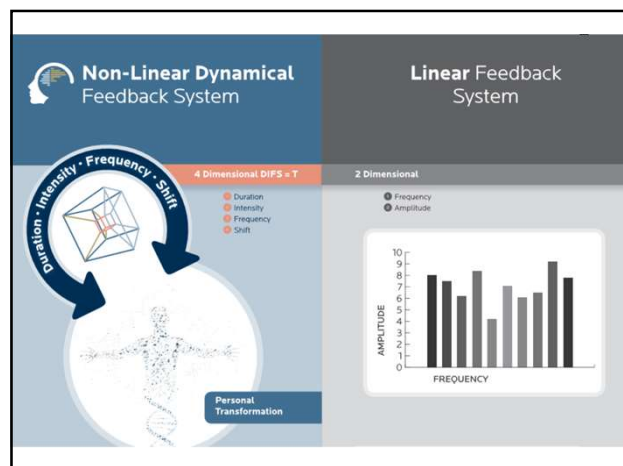 Non-Linear Dynamical
Feedback System
Duration • Intensity • Frequency • Shift
4 Dimensional DIFS = T
Duration
Intensity
Frequency
Shift
Personal
Transformation
Linear Feedback
System
2 Dimensional
Frequency
Amplitude
10
9
8
7
6
5
4
3
2
1
0
AMPLITUDE
FREQUENCY